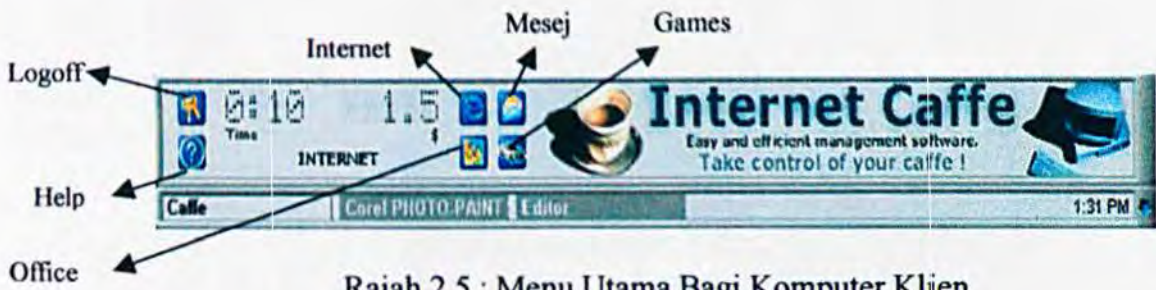 Mesej
Games
Internet
Logoff
0:10 1.5
Time $
INTERNET
Internet Caffe
Easy and efficient management software.
Take control of your caffe !
Help
Caffe
Corel PHOTO-PAINT
Editor
1:31 PM
Office
Rajah 2.5 : Menu Utama Bagi Komputer Klien